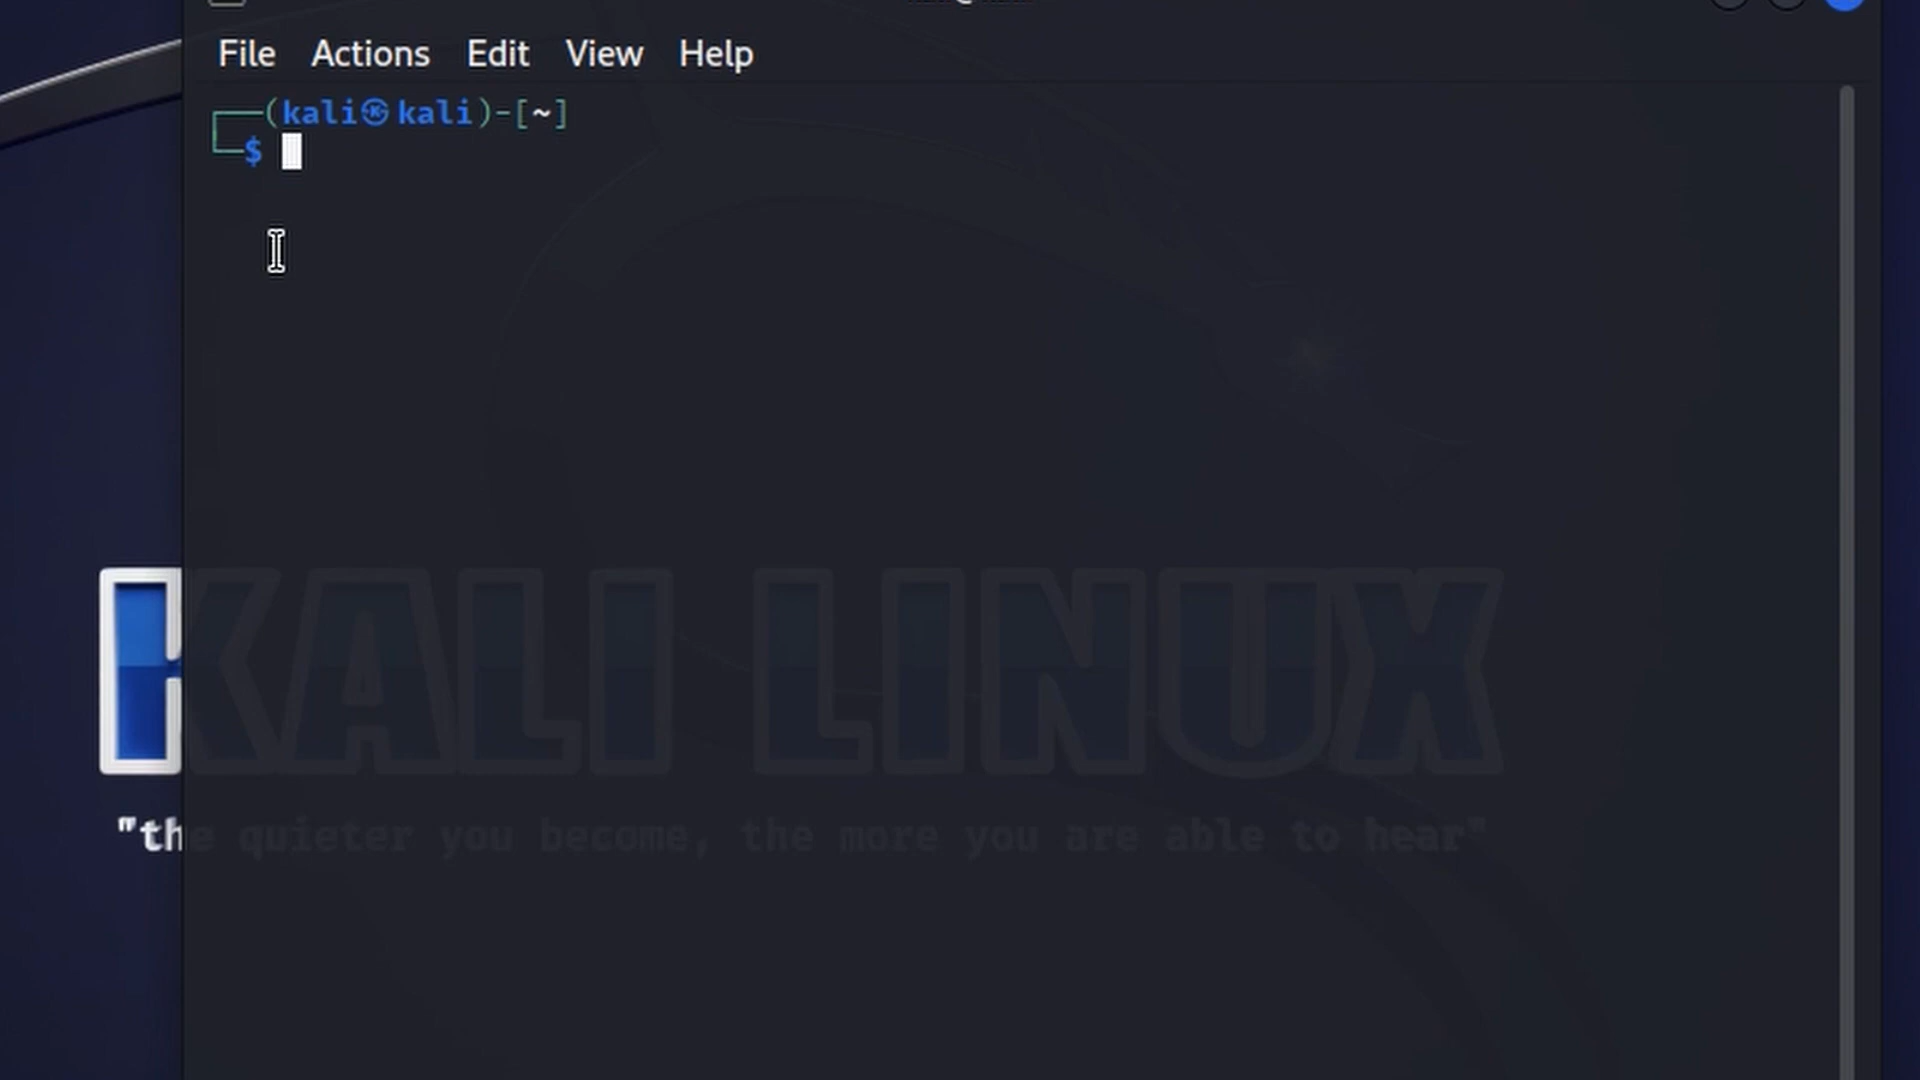 File Actions Edit View Help
┌──(kali㉿kali)-[~]
└─$
KALI LINUX
"the quieter you become, the more you are able to hear"